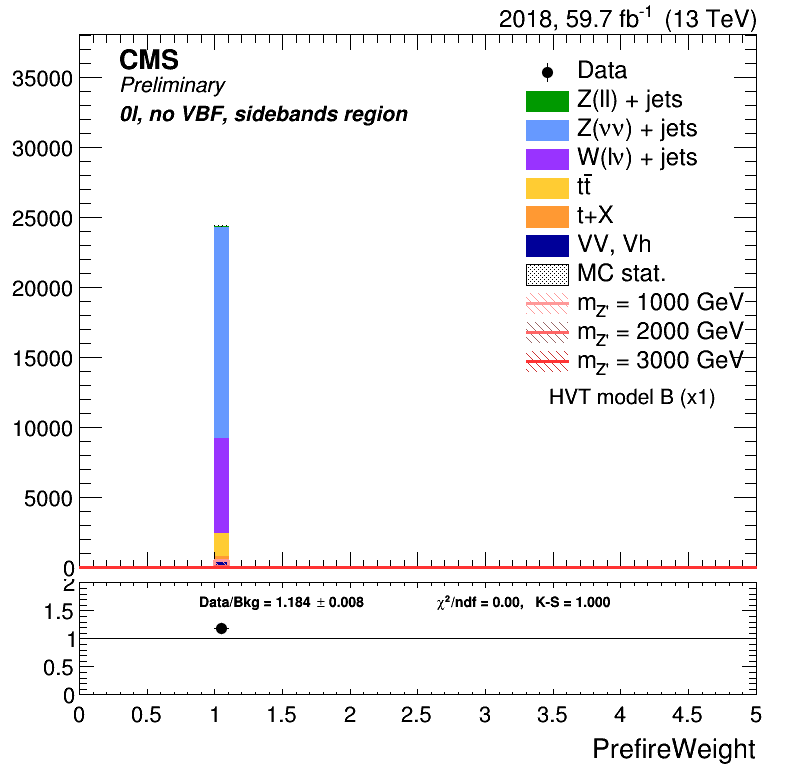 2018, 59.7 fb⁻¹ (13 TeV)
CMS
Preliminary
0l, no VBF, sidebands region
Data
Z(ll) + jets
Z(νν) + jets
W(lν) + jets
tt̄
t+X
VV, Vh
MC stat.
m_Z' = 1000 GeV
m_Z' = 2000 GeV
m_Z' = 3000 GeV
HVT model B (x1)
35000
30000
25000
20000
15000
10000
5000
0
Data/Bkg = 1.184 ± 0.008 χ²/ndf = 0.00, K-S = 1.000
2
1.5
1
0.5
0
0 0.5 1 1.5 2 2.5 3 3.5 4 4.5 5
PrefireWeight